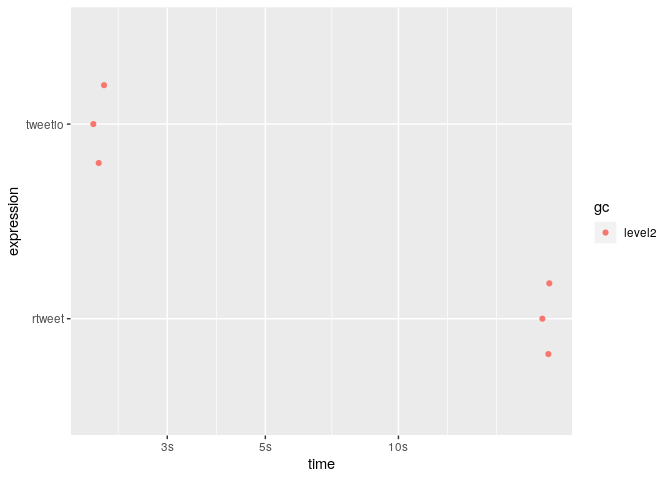 tweetio
rtweet
3s 5s 10s
time
expression
gc
level2